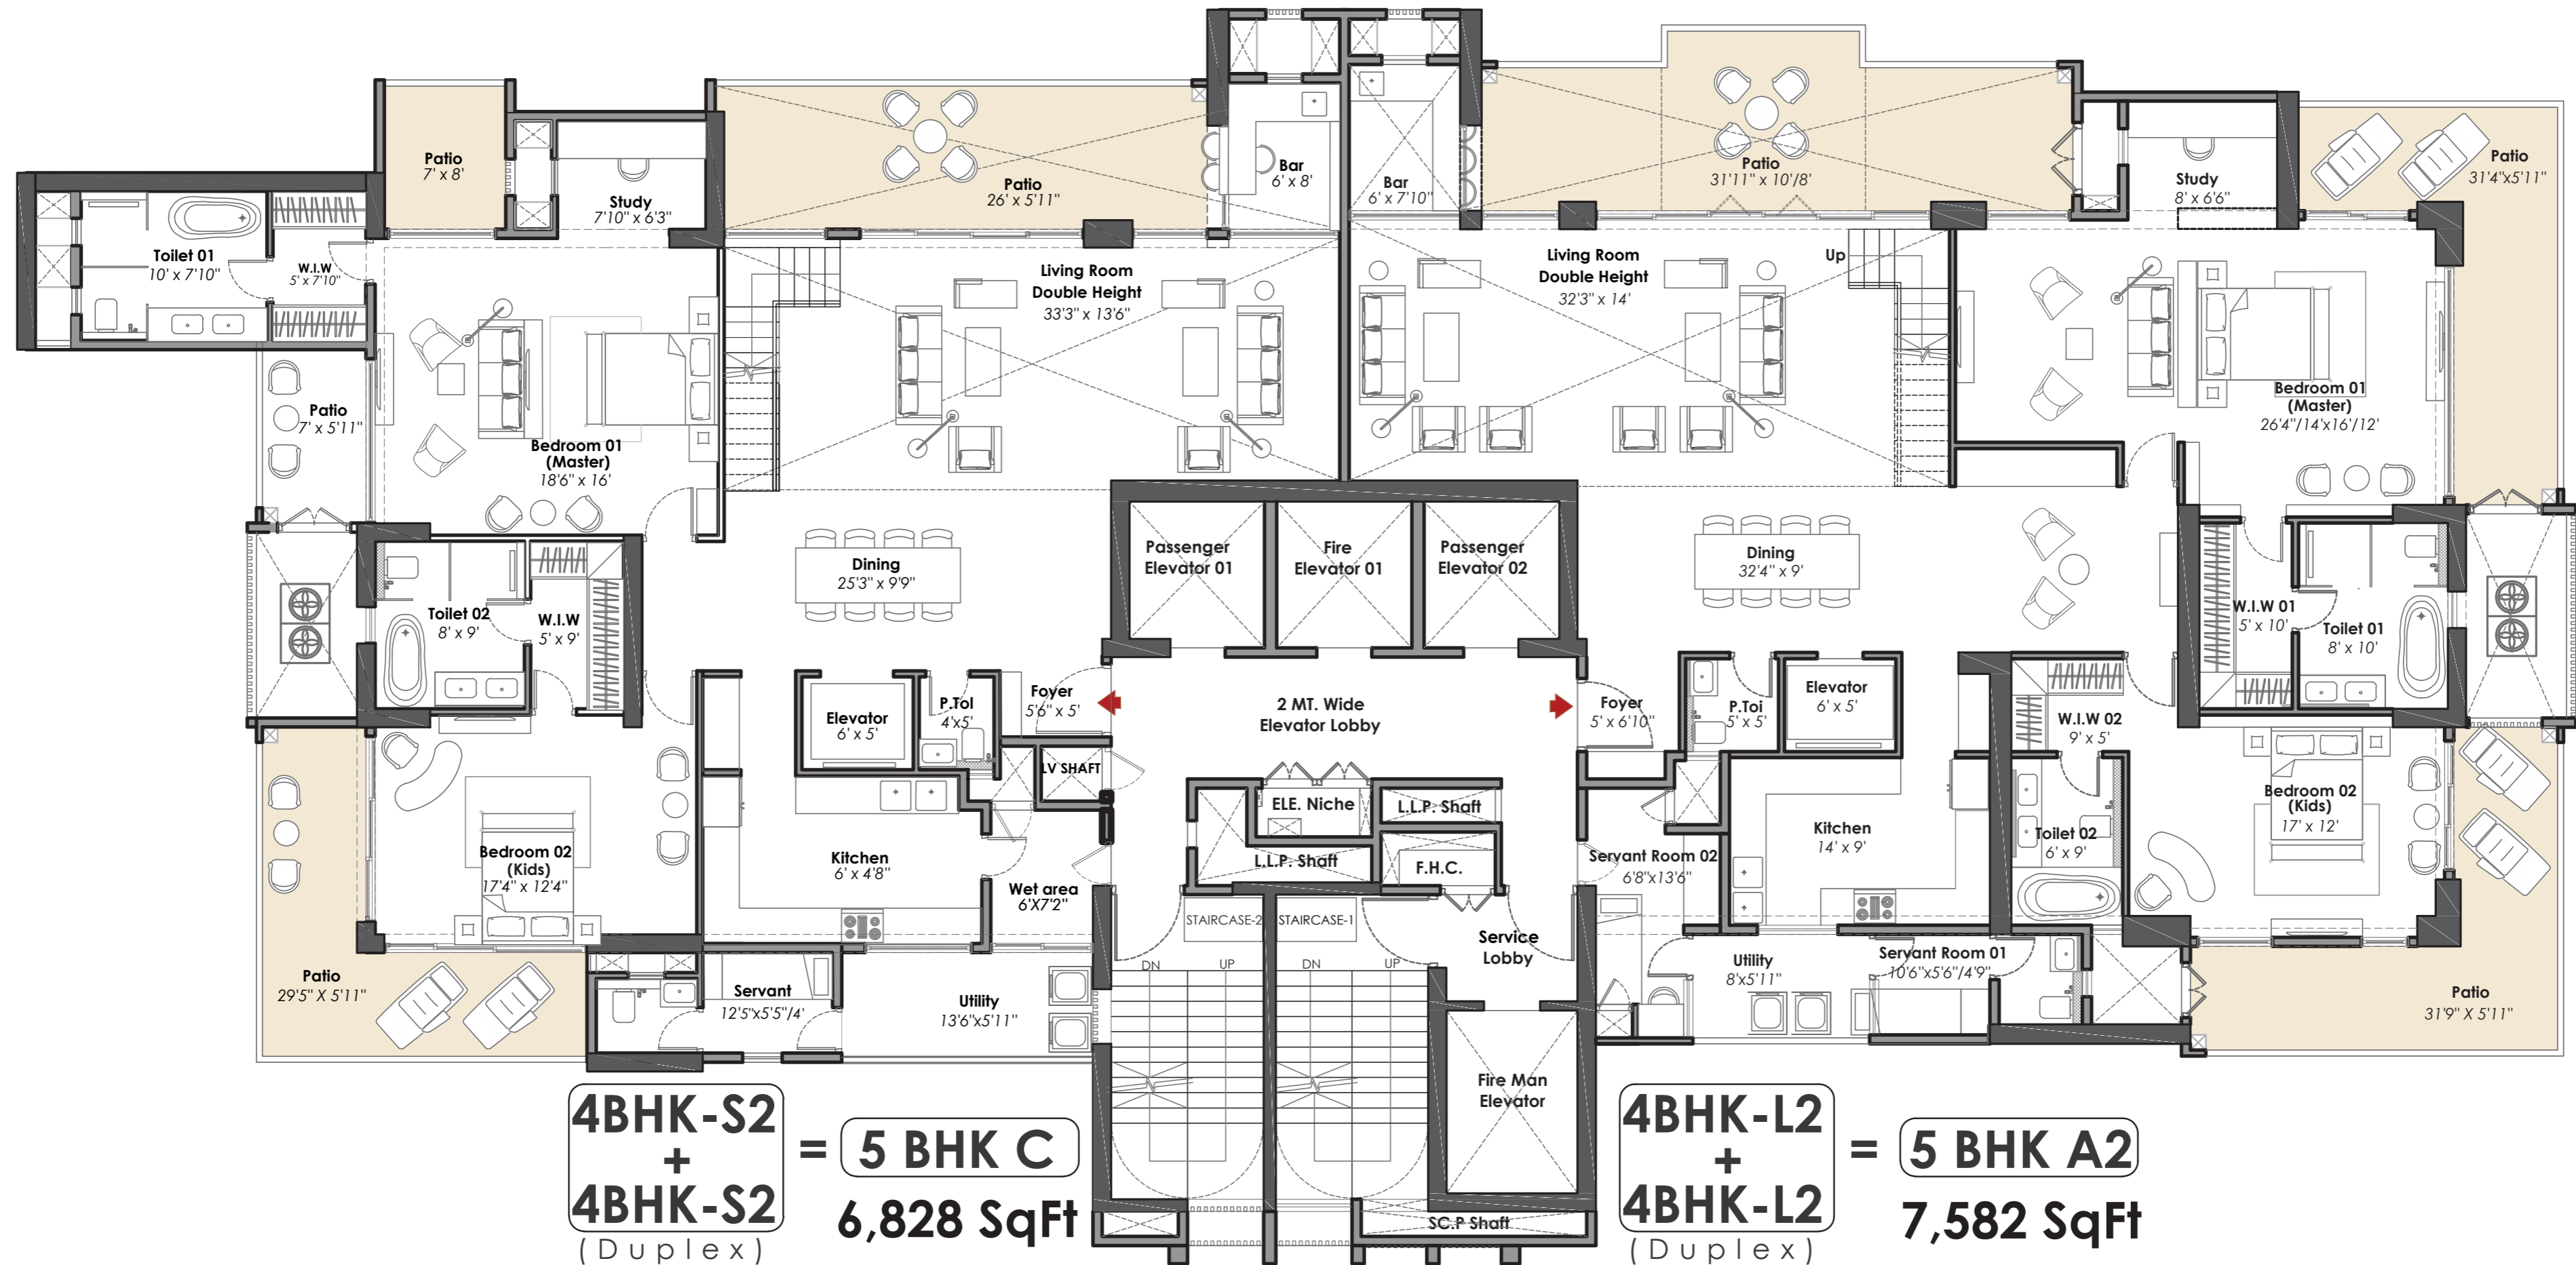 Patio
7' x 8'
Study
7'10" x 6'3"
Patio
26' x 5'11"
Bar
6' x 8'
Toilet 01
10' x 7'10"
W.I.W
5' x 7'10"
Living Room
Double Height
33'3" x 13'6"
Patio
7' x 5'11"
Bedroom 01
(Master)
18'6" x 16'
Dining
25'3" x 9'9"
Toilet 02
8' x 9'
W.I.W
5' x 9'
Elevator
6' x 5'
P.Tol
4'x5'
Foyer
5'6" x 5'
LV SHAFT
Bedroom 02
(Kids)
17'4" x 12'4"
Kitchen
6' x 4'8"
Wet area
6'X7'2"
Patio
29'5" X 5'11"
Servant
12'5"x5'5"/4'
Utility
13'6"x5'11"
Passenger
Elevator 01
Fire
Elevator 01
Passenger
Elevator 02
2 MT. Wide
Elevator Lobby
ELE. Niche
L.L.P. Shaft
L.L.P. Shaft
F.H.C.
STAIRCASE-2
STAIRCASE-1
DN
UP
DN
UP
Service
Lobby
Fire Man
Elevator
SC.P Shaft
Bar
6' x 7'10"
Patio
31'11" x 10'/8'
Study
8' x 6'6"
Patio
31'4"x5'11"
Living Room
Double Height
32'3" x 14'
Up
Bedroom 01
(Master)
26'4"/14'x16'/12'
Dining
32'4" x 9'
W.I.W 01
5' x 10'
Toilet 01
8' x 10'
Foyer
5' x 6'10"
P.Toi
5' x 5'
Elevator
6' x 5'
W.I.W 02
9' x 5'
Servant Room 02
6'8"x13'6"
Kitchen
14' x 9'
Toilet 02
6' x 9'
Bedroom 02
(Kids)
17' x 12'
Utility
8'x5'11"
Servant Room 01
10'6"x5'6"/4'9"
Patio
31'9" X 5'11"
4BHK-S2
+
4BHK-S2
(Duplex)
= 5 BHK C
6,828 SqFt
4BHK-L2
+
4BHK-L2
(Duplex)
= 5 BHK A2
7,582 SqFt